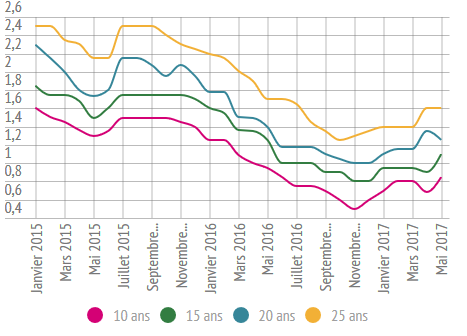 2,6
2,4
2,2
2
1,8
1,6
1,4
1,2
1
0,8
0,6
0,4
Janvier 2015
Mars 2015
Mai 2015
Juillet 2015
Septembre...
Novembre...
Janvier 2016
Mars 2016
Mai 2016
Juillet 2016
Septembre...
Novembre...
Janvier 2017
Mars 2017
Mai 2017
10 ans 15 ans 20 ans 25 ans